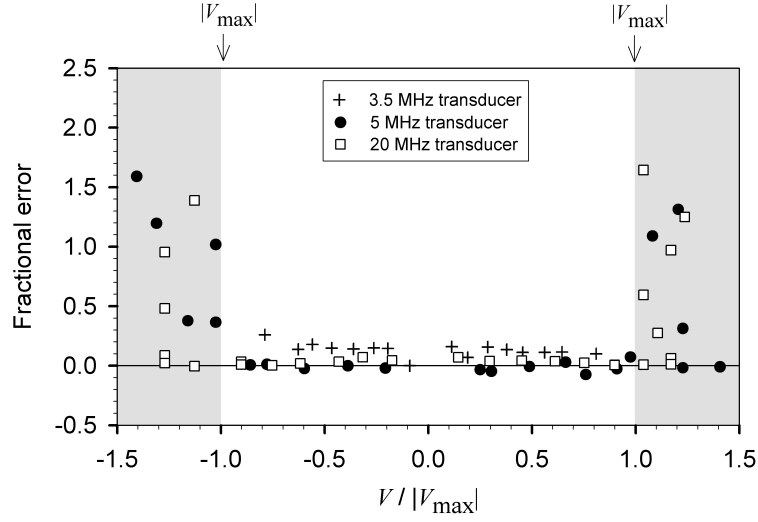 |Vmax| |Vmax|
2.5
3.5 MHz transducer
5 MHz transducer
20 MHz transducer
2.0
1.5
1.0
0.5
0.0
-0.5
Fractional error
-1.5 -1.0 -0.5 0.0 0.5 1.0 1.5
V / |Vmax|